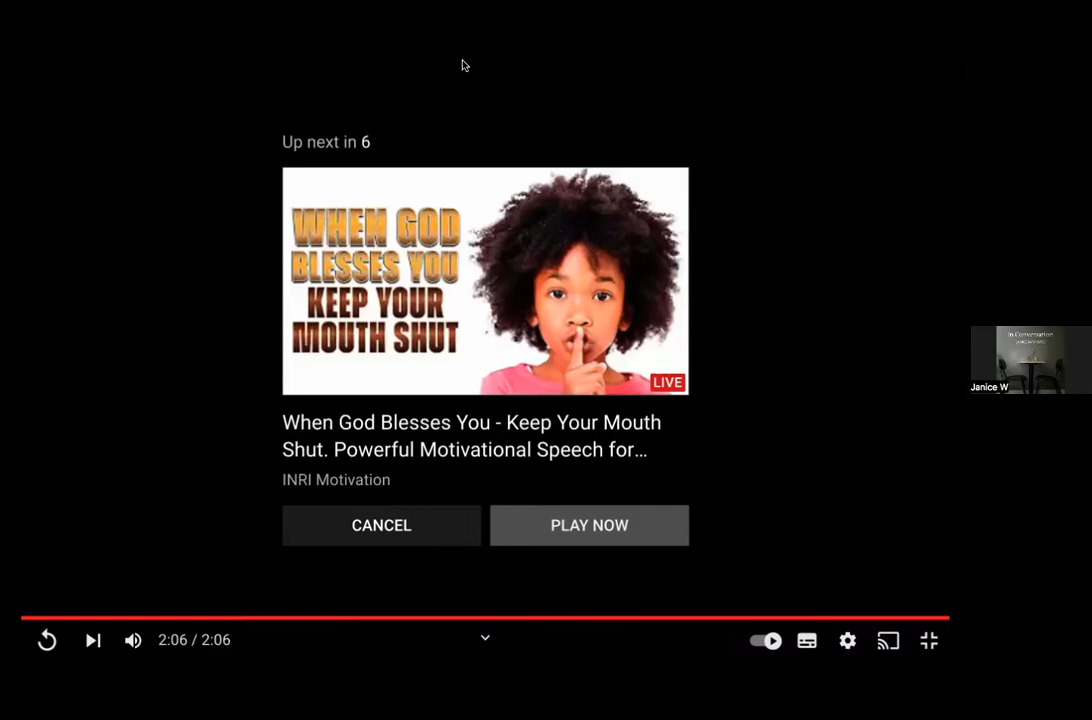 Up next in 6
WHEN GOD
BLESSES YOU
KEEP YOUR
MOUTH SHUT
LIVE
When God Blesses You - Keep Your Mouth
Shut. Powerful Motivational Speech for...
INRI Motivation
CANCEL
PLAY NOW
2:06 / 2:06
In Conversation
Janice W